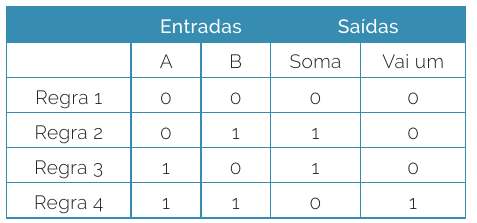 Entradas Saídas
A B Soma Vai um
Regra 1 0 0 0 0
Regra 2 0 1 1 0
Regra 3 1 0 1 0
Regra 4 1 1 0 1